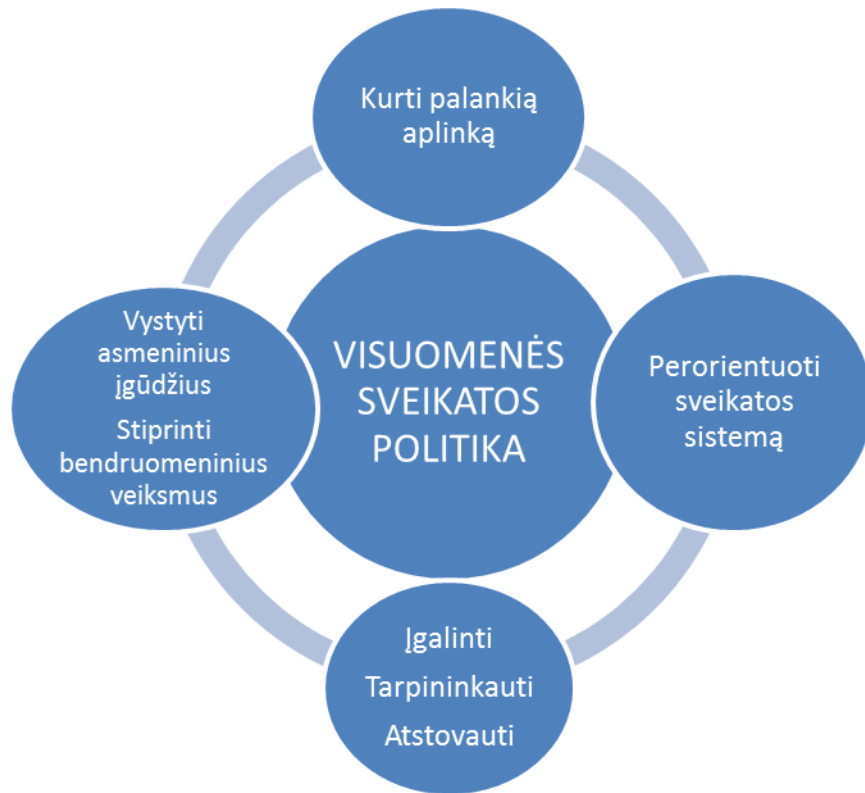 Kurti palankią
aplinką
Vystyti
asmeninius
įgūdžius
Stiprinti
bendruomeninius
veiksmus
VISUOMENĖS
SVEIKATOS
POLITIKA
Perorientuoti
sveikatos
sistemą
Įgalinti
Tarpininkauti
Atstovauti